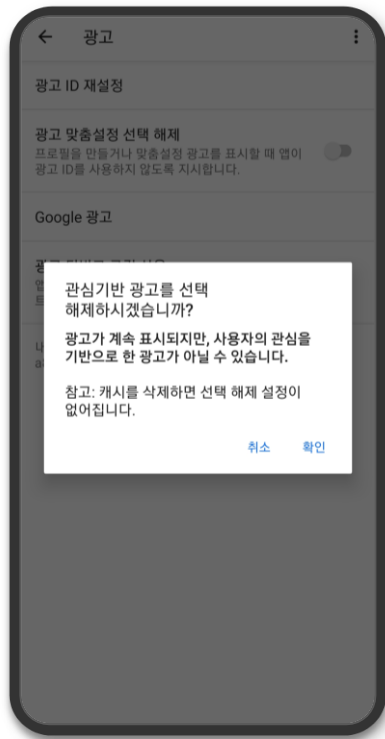 광고
광고 ID 재설정
광고 맞춤설정 선택 해제
프로필을 만들거나 맞춤설정 광고를 표시할 때 앱이
광고 ID를 사용하지 않도록 지시합니다.
Google 광고
관심기반 광고를 선택
해제하시겠습니까?
광고가 계속 표시되지만, 사용자의 관심을
기반으로 한 광고가 아닐 수 있습니다.
참고: 캐시를 삭제하면 선택 해제 설정이
없어집니다.
취소 확인